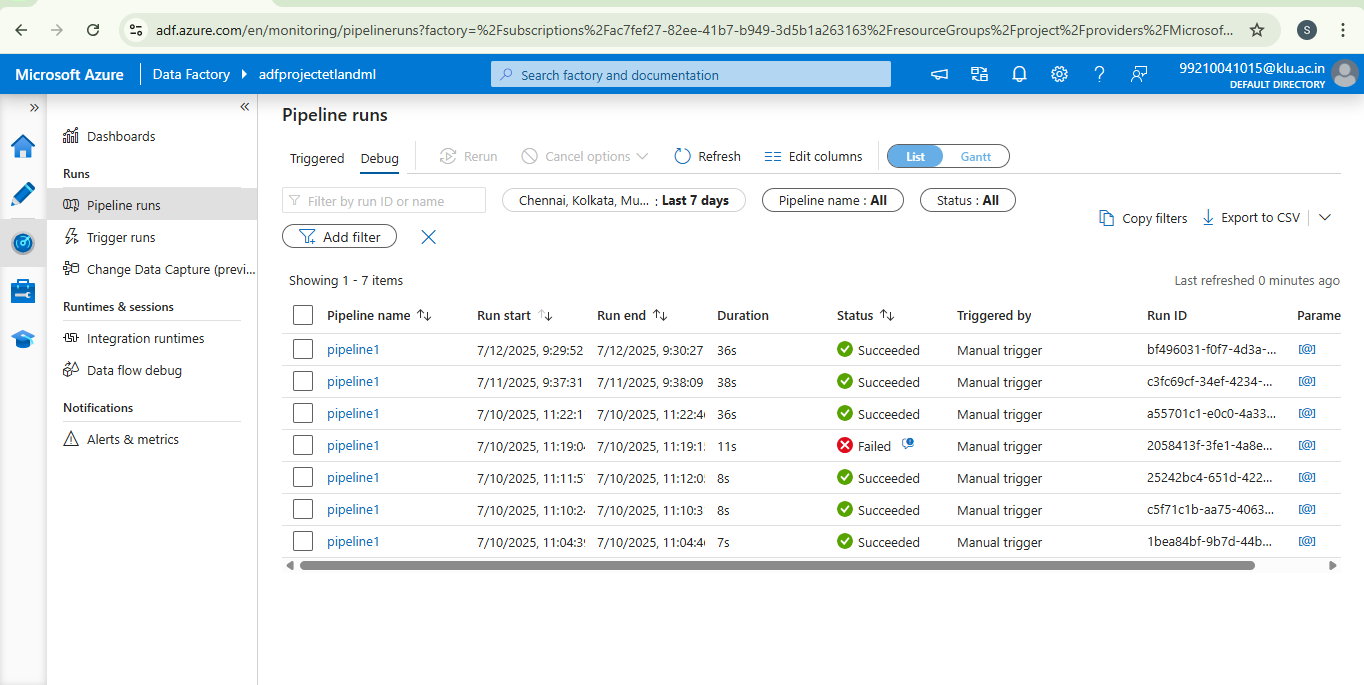 adf.azure.com/en/monitoring/pipelineruns?factory=%2Fsubscriptions%2Fac7fef27-82ee-41b7-b949-3d5b1a263163%2FresourceGroups%2Fproject%2Fproviders%2FMicrosof...
S
Microsoft Azure Data Factory adfprojectetlandml
Search factory and documentation
99210041015@klu.ac.in
DEFAULT DIRECTORY
Dashboards
Runs
Pipeline runs
Trigger runs
Change Data Capture (previ...
Runtimes & sessions
Integration runtimes
Data flow debug
Notifications
Alerts & metrics
Pipeline runs
Triggered Debug Rerun Cancel options Refresh Edit columns List Gantt
Filter by run ID or name Chennai, Kolkata, Mu... : Last 7 days Pipeline name : All Status : All
Copy filters Export to CSV
Add filter
Showing 1 - 7 items Last refreshed 0 minutes ago
Pipeline name Run start Run end Duration Status Triggered by Run ID Parame
pipeline1 7/12/2025, 9:29:52 7/12/2025, 9:30:27 36s Succeeded Manual trigger bf496031-f0f7-4d3a-... [@]
pipeline1 7/11/2025, 9:37:31 7/11/2025, 9:38:09 38s Succeeded Manual trigger c3fc69cf-34ef-4234-... [@]
pipeline1 7/10/2025, 11:22:1 7/10/2025, 11:22:4 36s Succeeded Manual trigger a55701c1-e0c0-4a33... [@]
pipeline1 7/10/2025, 11:19:0 7/10/2025, 11:19:1 11s Failed Manual trigger 2058413f-3fe1-4a8e... [@]
pipeline1 7/10/2025, 11:11:5 7/10/2025, 11:12:0 8s Succeeded Manual trigger 25242bc4-651d-422... [@]
pipeline1 7/10/2025, 11:10:2 7/10/2025, 11:10:3 8s Succeeded Manual trigger c5f71c1b-aa75-4063... [@]
pipeline1 7/10/2025, 11:04:3 7/10/2025, 11:04:4 7s Succeeded Manual trigger 1bea84bf-9b7d-44b... [@]